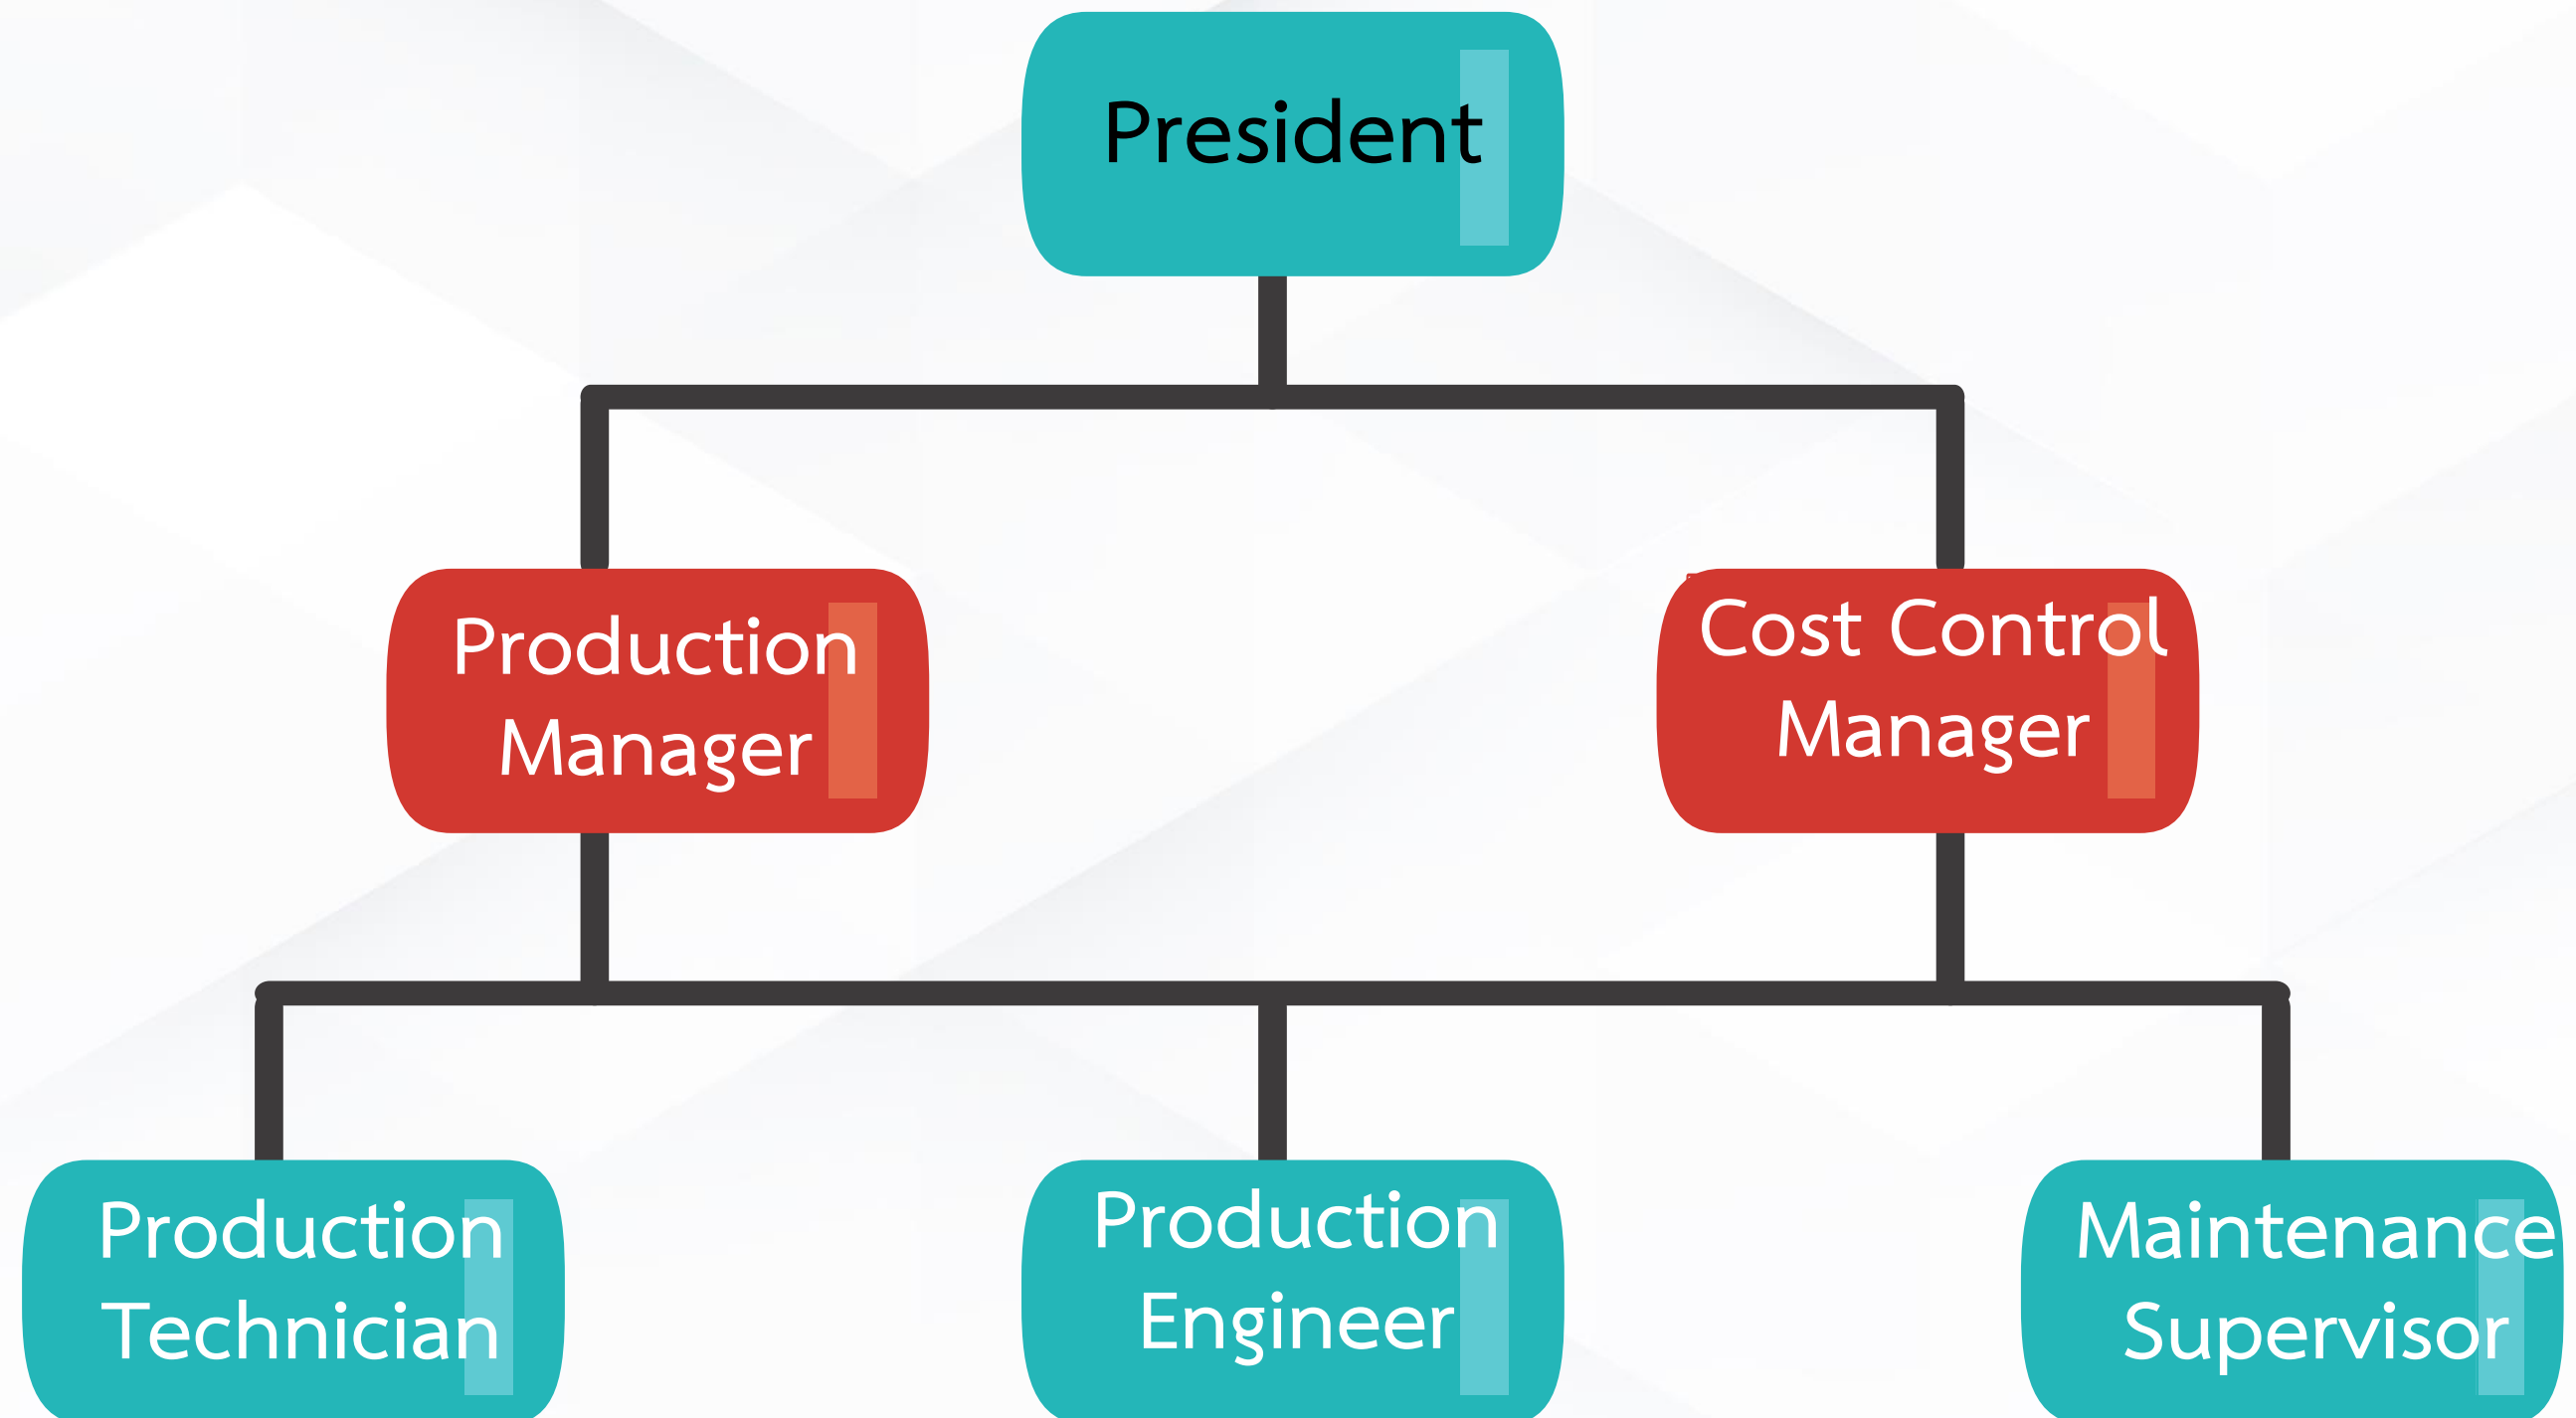 President
Production
Manager
Cost Control
Manager
Production
Technician
Production
Engineer
Maintenance
Supervisor